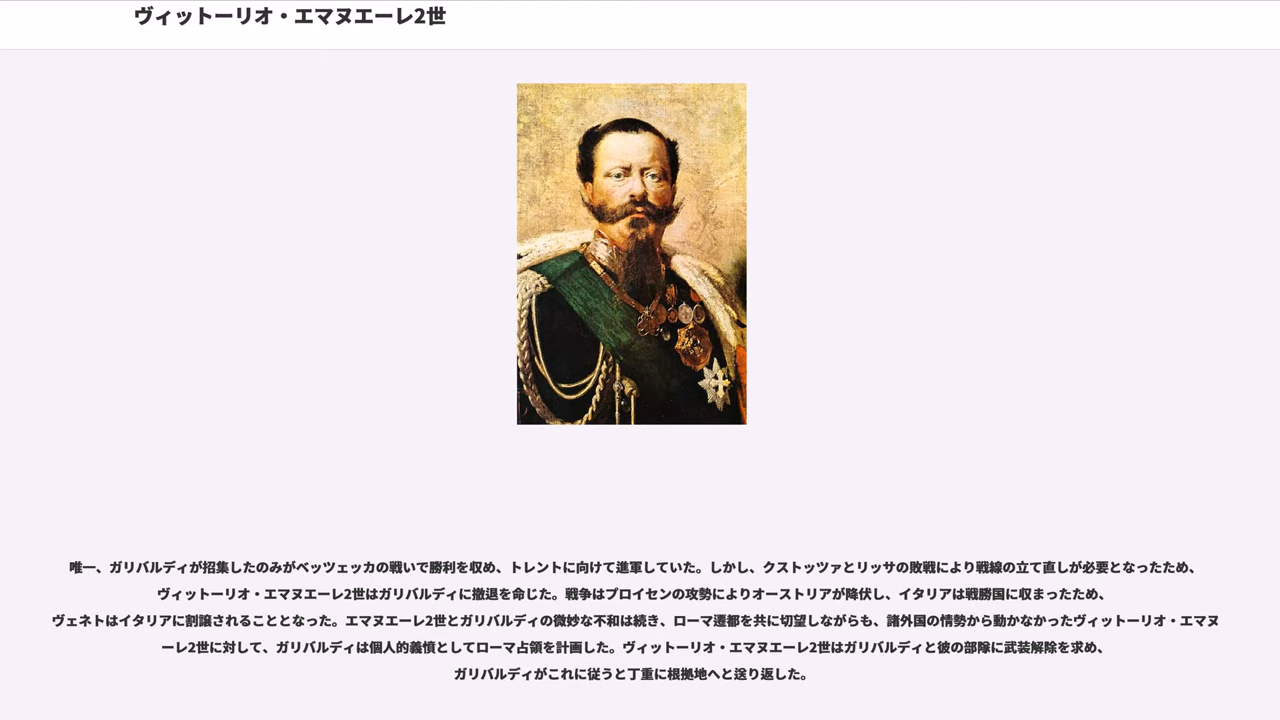 ヴィットーリオ・エマヌエーレ2世
唯一、ガリバルディが招集したのみがベッツェッカの戦いで勝利を収め、トレントに向けて進軍していた。しかし、クストッツァとリッサの敗戦により戦線の立て直しが必要となったため、
ヴィットーリオ・エマヌエーレ2世はガリバルディに撤退を命じた。戦争はプロイセンの攻勢によりオーストリアが降伏し、イタリアは戦勝国に収まったため、
ヴェネトはイタリアに割譲されることとなった。エマヌエーレ2世とガリバルディの微妙な不和は続き、ローマ遷都を共に切望しながらも、諸外国の情勢から動かなかったヴィットーリオ・エマヌ
ーレ2世に対して、ガリバルディは個人的義憤としてローマ占領を計画した。ヴィットーリオ・エマヌエーレ2世はガリバルディと彼の部隊に武装解除を求め、
ガリバルディがこれに従うと丁重に根拠地へと送り返した。